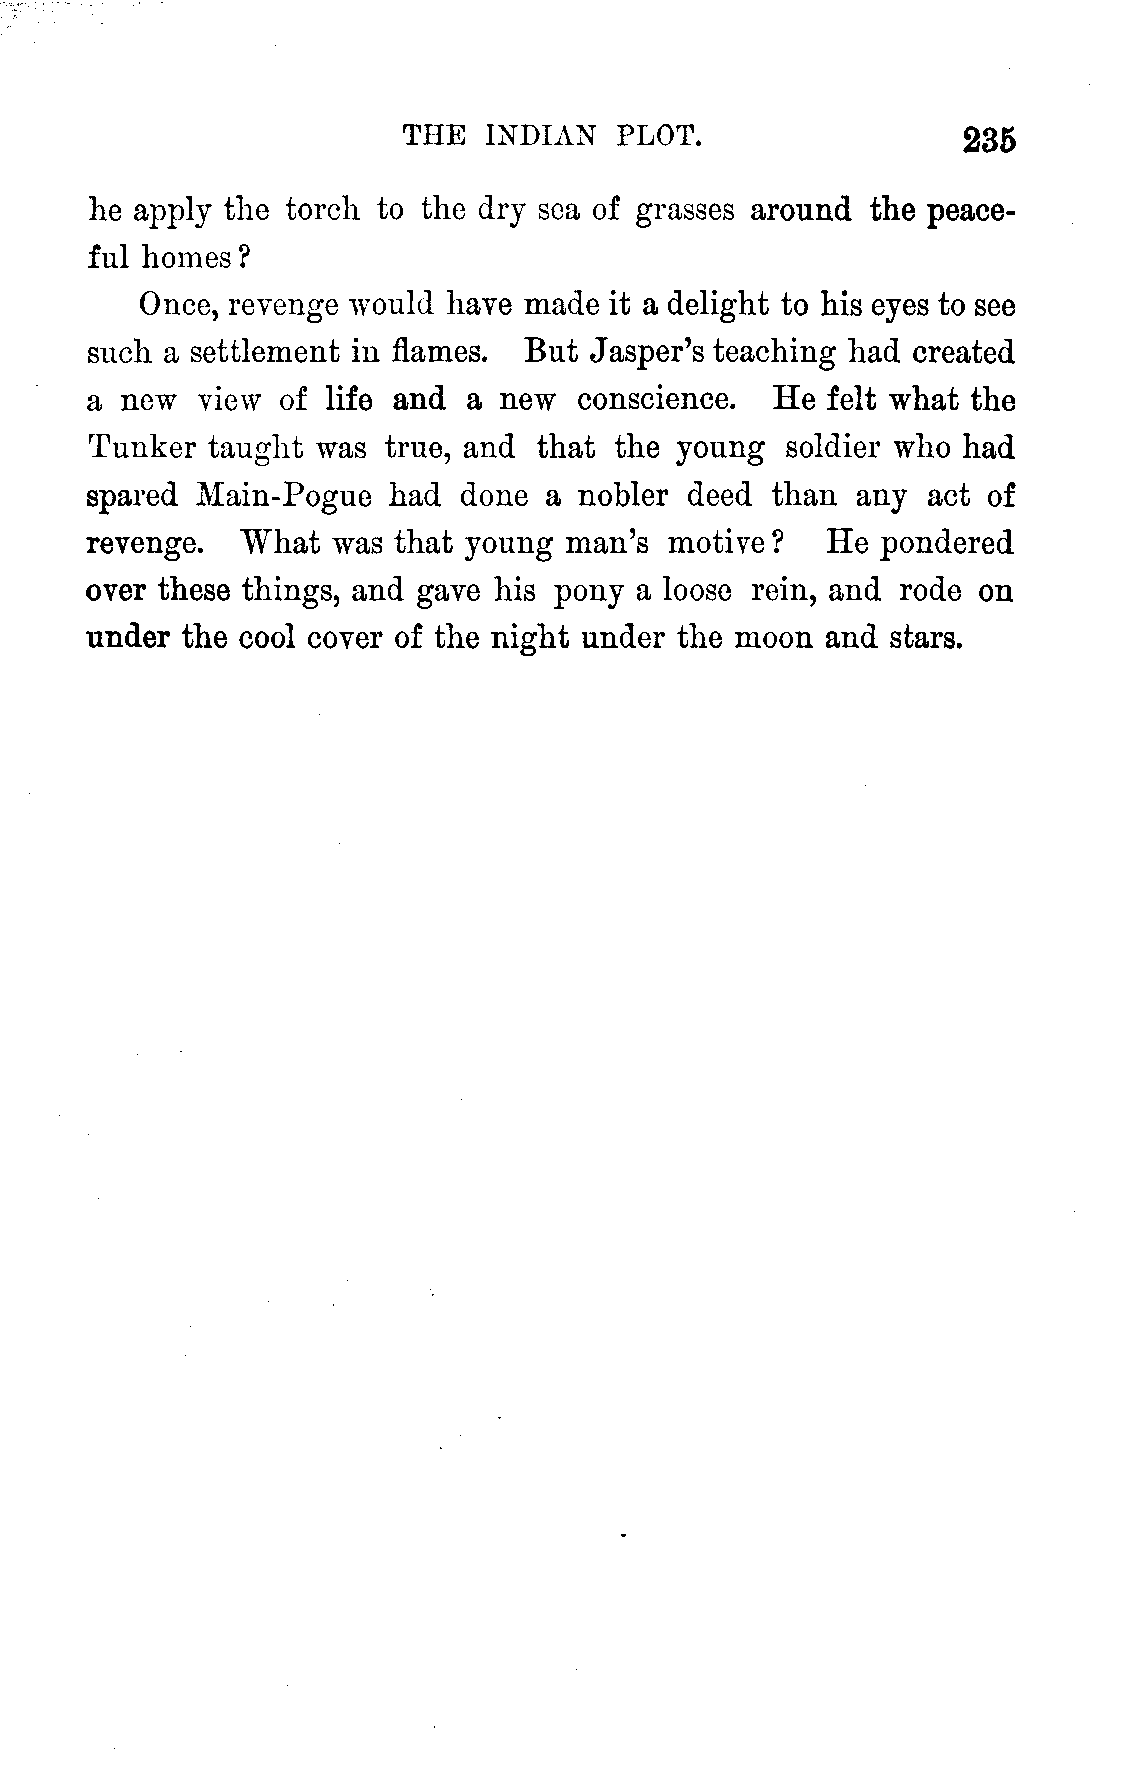 THE INDIAN PLOT. 235
he apply the torch to the dry sea of grasses around the peace-
ful homes?
Once, revenge would have made it a delight to his eyes to see
such a settlement in flames. But Jasper's teaching had created
a new view of life and a new conscience. He felt what the
Tunker taught was true, and that the young soldier who had
spared Main-Pogue had done a nobler deed than any act of
revenge. What was that young man's motive? He pondered
over these things, and gave his pony a loose rein, and rode on
under the cool cover of the night under the moon and stars.